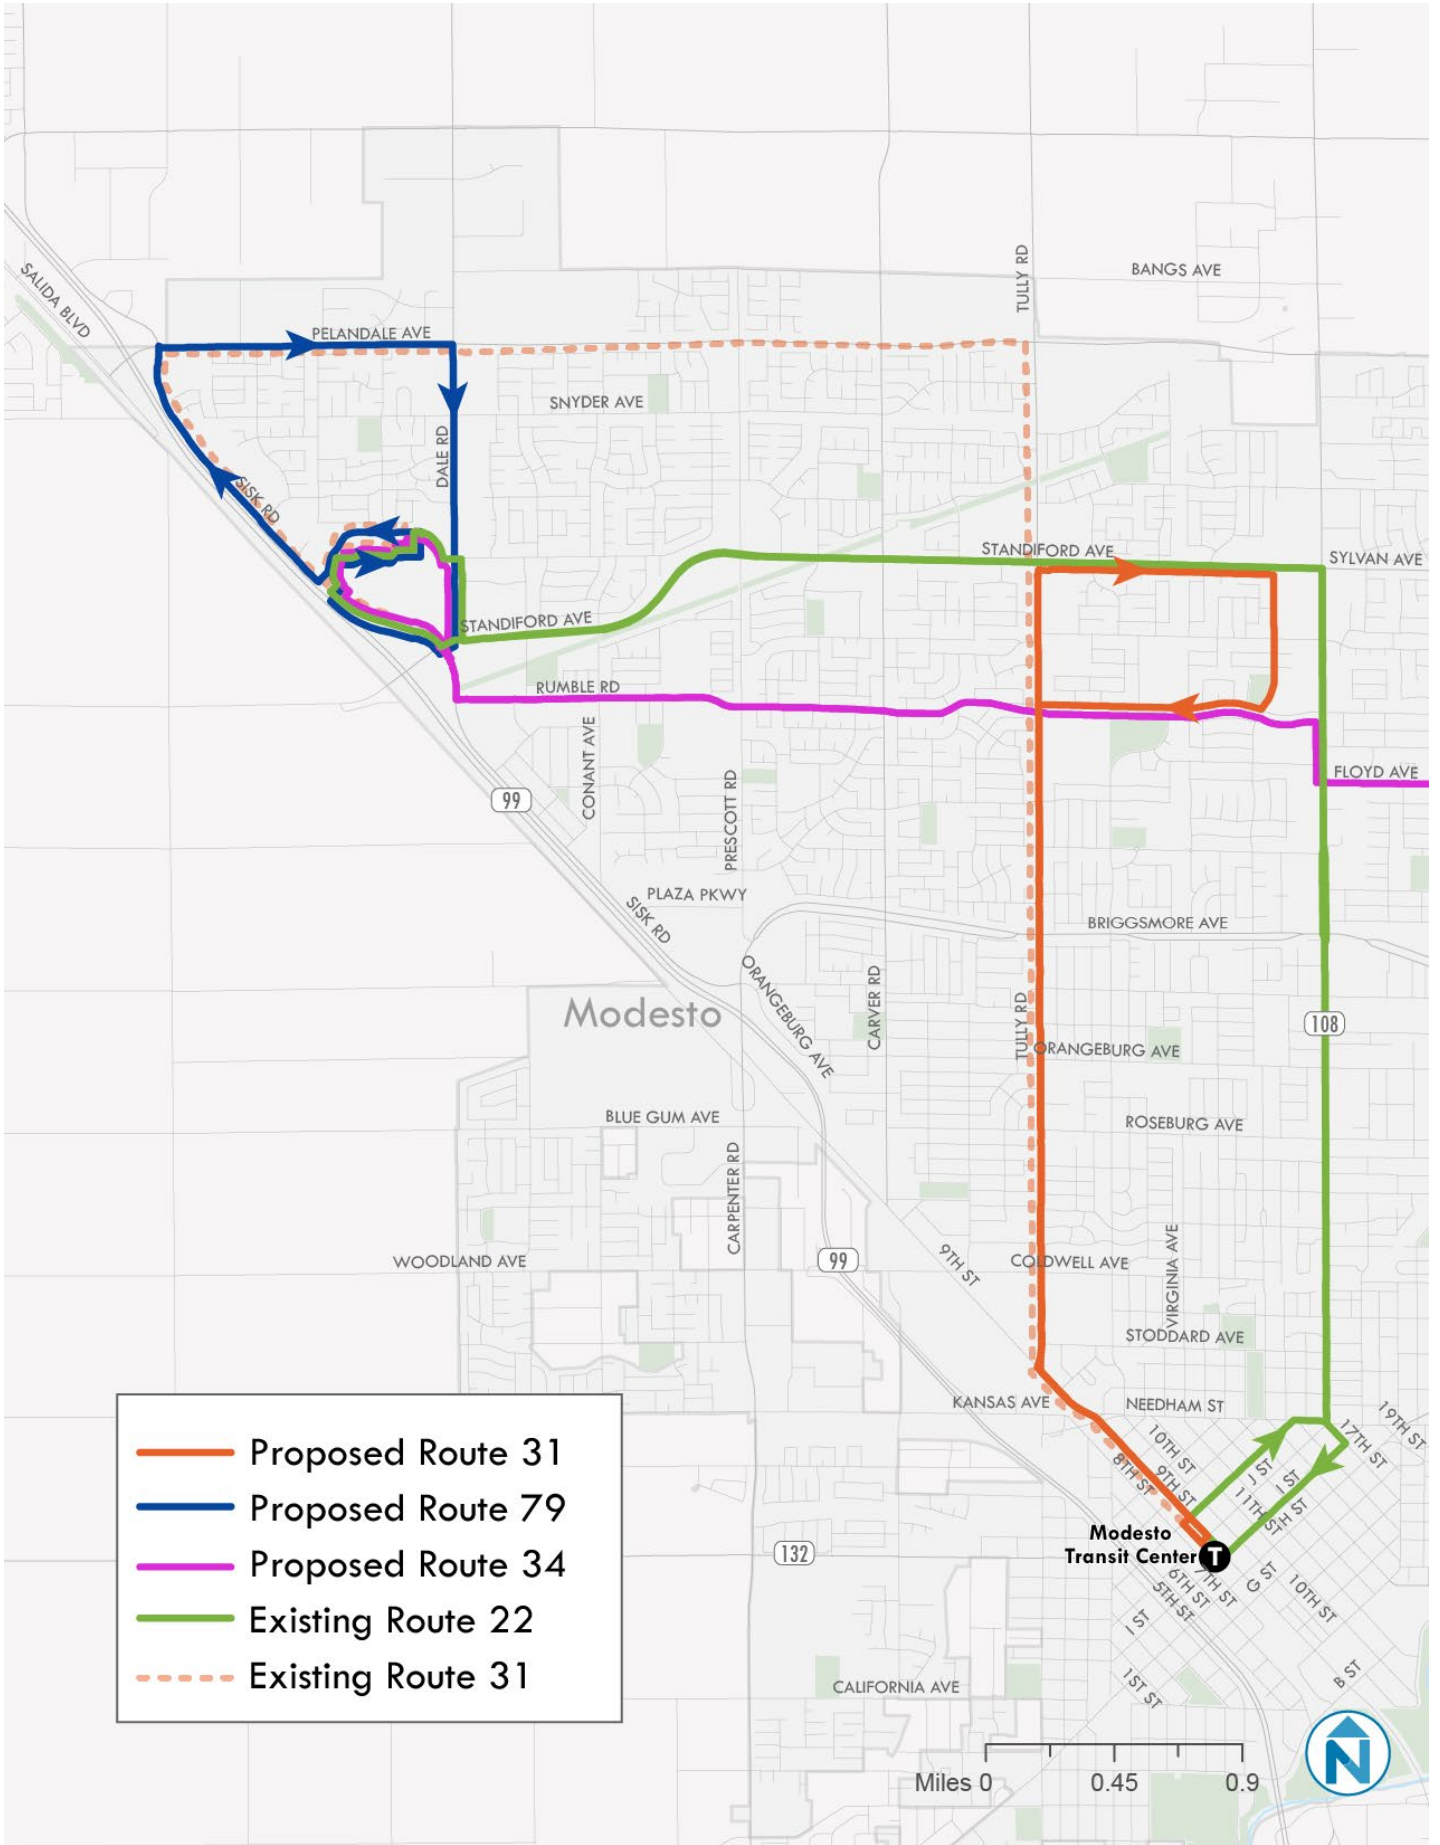 TULLY RD
BANGS AVE
SALIDA BLVD
PELANDALE AVE
SNYDER AVE
DALE RD
SISK RD
STANDIFORD AVE
SYLVAN AVE
STANDIFORD AVE
RUMBLE RD
CONANT AVE
FLOYD AVE
99
PRESCOTT RD
PLAZA PKWY
SISK RD
BRIGGSMORE AVE
ORANGEBURG AVE
CARVER RD
TULLY RD
Modesto
108
ORANGEBURG AVE
BLUE GUM AVE
ROSEBURG AVE
CARPENTER RD
WOODLAND AVE
99
9TH ST
COLDWELL AVE
VIRGINIA AVE
STODDARD AVE
KANSAS AVE
NEEDHAM ST
19TH ST
17TH ST
10TH ST
9TH ST
8TH ST
J ST
I ST
11TH ST
H ST
Modesto
Transit Center
T
132
7TH ST
6TH ST
5TH ST
G ST
10TH ST
I ST
1ST ST
B ST
CALIFORNIA AVE
Proposed Route 31
Proposed Route 79
Proposed Route 34
Existing Route 22
Existing Route 31
N
Miles 0 0.45 0.9